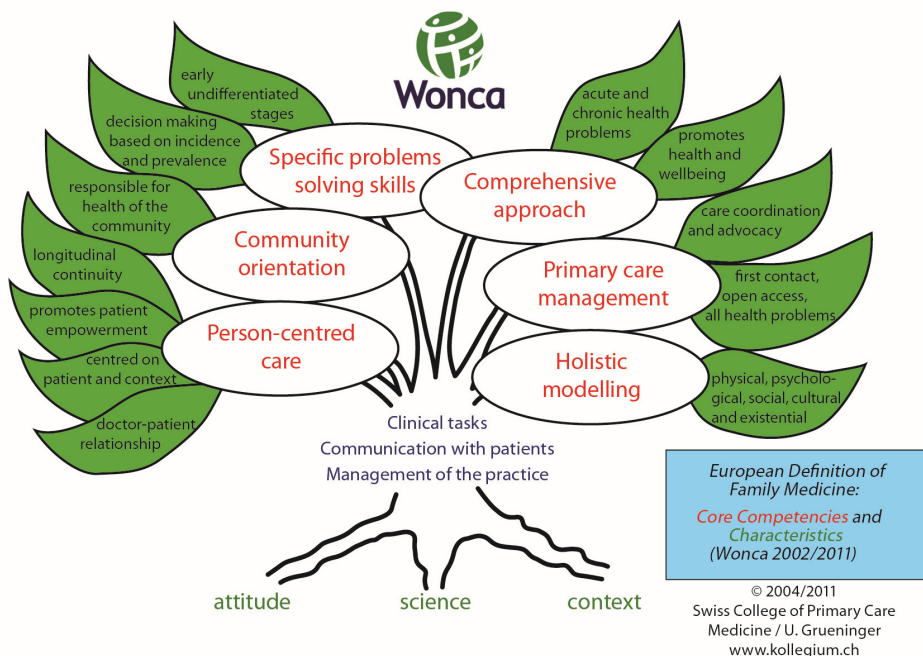 Wonca
early
undifferentiated
stages
decision making
based on incidence
and prevalence
responsible for
health of the
community
longitudinal
continuity
promotes patient
empowerment
centred on
patient and context
doctor-patient
relationship
Specific problems
solving skills
Community
orientation
Person-centred
care
Comprehensive
approach
Primary care
management
Holistic
modelling
acute and
chronic health
problems
promotes
health and
wellbeing
care coordination
and advocacy
first contact,
open access,
all health problems
physical, psycholo-
gical, social, cultural
and existential
Clinical tasks
Communication with patients
Management of the practice
attitude
science
context
European Definition of
Family Medicine:
Core Competencies and
Characteristics
(Wonca 2002/2011)
© 2004/2011
Swiss College of Primary Care
Medicine / U. Grueninger
www.kollegium.ch